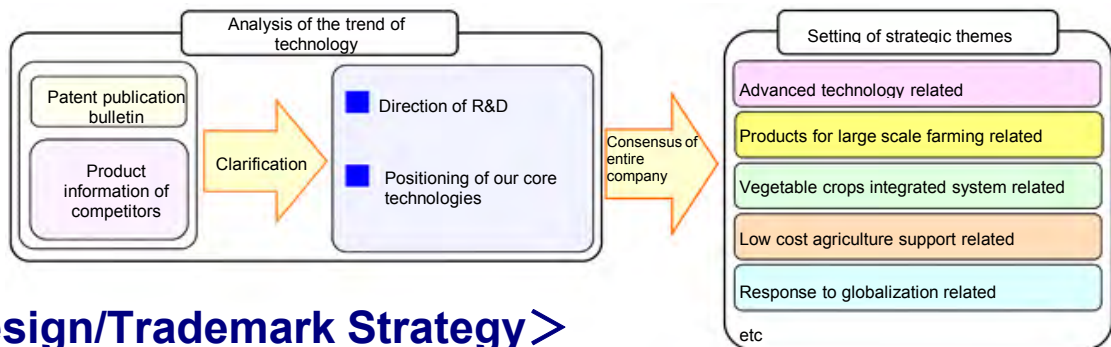 Analysis of the trend of
technology
Patent publication
bulletin
Product
information of
competitors
Clarification
Direction of R&D
Positioning of our core
technologies
Consensus of
entire
company
Setting of strategic themes
Advanced technology related
Products for large scale farming related
Vegetable crops integrated system related
Low cost agriculture support related
Response to globalization related
etc
esign/Trademark Strategy＞